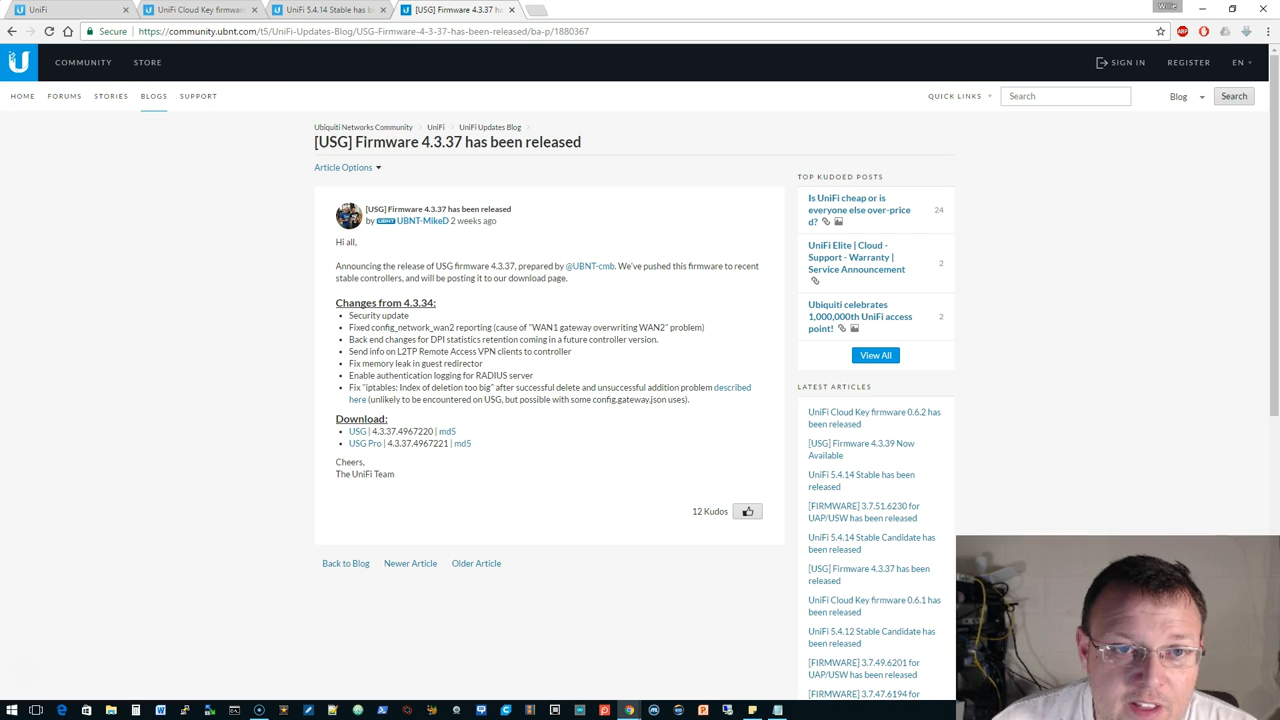 UniFi
UniFi Cloud Key firmwar
UniFi 5.4.14 Stable has b
[USG] Firmware 4.3.37 ha
Willie
Secure
https://community.ubnt.com/t5/UniFi-Updates-Blog/USG-Firmware-4-3-37-has-been-released/ba-p/1880367
ABP
U
COMMUNITY
STORE
SIGN IN
REGISTER
EN
HOME
FORUMS
STORIES
BLOGS
SUPPORT
QUICK LINKS
Search
Blog
Search
Ubiquiti Networks Community
UniFi
UniFi Updates Blog
[USG] Firmware 4.3.37 has been released
Article Options
[USG] Firmware 4.3.37 has been released
by UBNT UBNT-MikeD 2 weeks ago
Hi all,
Announcing the release of USG firmware 4.3.37, prepared by @UBNT-cmb. We've pushed this firmware to recent
stable controllers, and will be posting it to our download page.
Changes from 4.3.34:
• Security update
• Fixed config_network_wan2 reporting (cause of "WAN1 gateway overwriting WAN2" problem)
• Back end changes for DPI statistics retention coming in a future controller version.
• Send info on L2TP Remote Access VPN clients to controller
• Fix memory leak in guest redirector
• Enable authentication logging for RADIUS server
• Fix "iptables: Index of deletion too big" after successful delete and unsuccessful addition problem described
here (unlikely to be encountered on USG, but possible with some config.gateway.json uses).
Download:
• USG | 4.3.37.4967220 | md5
• USG Pro | 4.3.37.4967221 | md5
Cheers,
The UniFi Team
12 Kudos
Back to Blog
Newer Article
Older Article
TOP KUDOED POSTS
Is UniFi cheap or is
everyone else over-price
d?
24
UniFi Elite | Cloud -
Support - Warranty |
Service Announcement
2
Ubiquiti celebrates
1,000,000th UniFi access
point!
2
View All
LATEST ARTICLES
UniFi Cloud Key firmware 0.6.2 has
been released
[USG] Firmware 4.3.39 Now
Available
UniFi 5.4.14 Stable has been
released
[FIRMWARE] 3.7.51.6230 for
UAP/USW has been released
UniFi 5.4.14 Stable Candidate has
been released
[USG] Firmware 4.3.37 has been
released
UniFi Cloud Key firmware 0.6.1 has
been released
UniFi 5.4.12 Stable Candidate has
been released
[FIRMWARE] 3.7.49.6201 for
UAP/USW has been released
[FIRMWARE] 3.7.47.6194 for